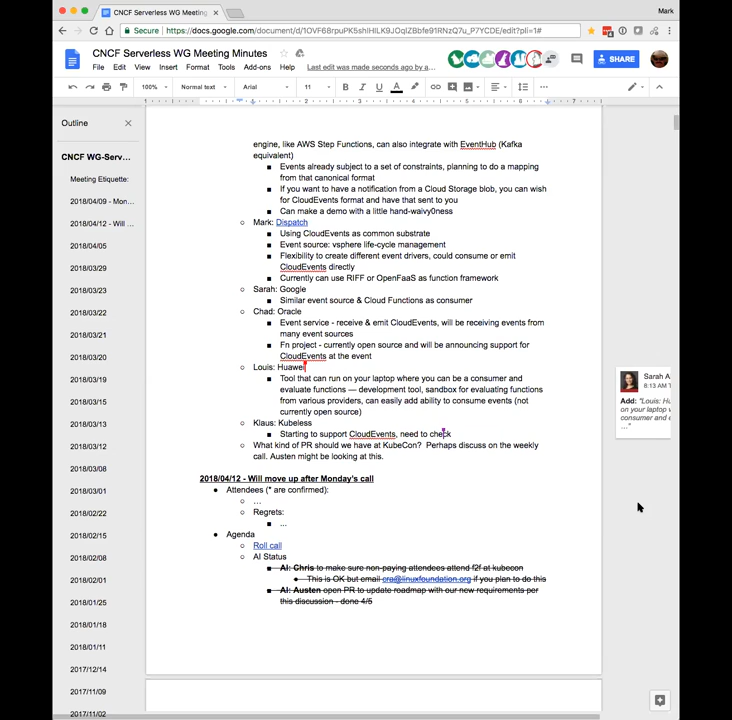 CNCF Serverless WG Meeting
Mark
Secure
https://docs.google.com/document/d/1OVF68rpuPK5shIHILK9JOqIZBbfe91RNzQ7u_P7YCDE/edit?pli=1#
CNCF Serverless WG Meeting Minutes
File Edit View Insert Format Tools Add-ons Help Last edit was made seconds ago by a...
SHARE
100% Normal text Arial 11 B I U A
1 1 2 3 4 5 6 7
Outline
CNCF WG-Serv...
Meeting Etiquette:
2018/04/09 - Mon...
2018/04/12 - Will ...
2018/04/05
2018/03/29
2018/03/23
2018/03/22
2018/03/21
2018/03/20
2018/03/19
2018/03/15
2018/03/13
2018/03/12
2018/03/08
2018/03/01
2018/02/22
2018/02/15
2018/02/08
2018/02/01
2018/01/25
2018/01/18
2018/01/11
2017/12/14
2017/11/09
2017/11/02
engine, like AWS Step Functions, can also integrate with EventHub (Kafka
equivalent)
Events already subject to a set of constraints, planning to do a mapping
from that canonical format
If you want to have a notification from a Cloud Storage blob, you can wish
for CloudEvents format and have that sent to you
Can make a demo with a little hand-waivy0ness
Mark: Dispatch
Using CloudEvents as common substrate
Event source: vsphere life-cycle management
Flexibility to create different event drivers, could consume or emit
CloudEvents directly
Currently can use RIFF or OpenFaaS as function framework
Sarah: Google
Similar event source & Cloud Functions as consumer
Chad: Oracle
Event service - receive & emit CloudEvents, will be receiving events from
many event sources
Fn project - currently open source and will be announcing support for
CloudEvents at the event
Louis: Huawei
Tool that can run on your laptop where you can be a consumer and
evaluate functions — development tool, sandbox for evaluating functions
from various providers, can easily add ability to consume events (not
currently open source)
Klaus: Kubeless
Starting to support CloudEvents, need to check
What kind of PR should we have at KubeCon? Perhaps discuss on the weekly
call. Austen might be looking at this.
2018/04/12 - Will move up after Monday's call
Attendees (* are confirmed):
...
Regrets:
...
Agenda
Roll call
AI Status
AI: Chris to make sure non-paying attendees attend f2f at kubecon
This is OK but email cra@linuxfoundation.org if you plan to do this
AI: Austen open PR to update roadmap with our new requirements per
this discussion - done 4/5
Sarah A
8:13 AM T
Add: "Louis: Hu
on your laptop w
consumer and e
..."